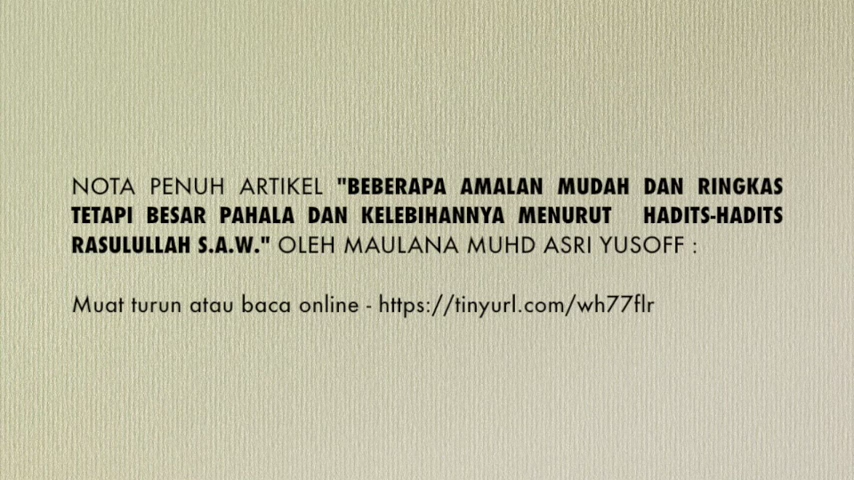 NOTA PENUH ARTIKEL "BEBERAPA AMALAN MUDAH DAN RINGKAS
TETAPI BESAR PAHALA DAN KELEBIHANNYA MENURUT HADITS-HADITS
RASULULLAH S.A.W." OLEH MAULANA MUHD ASRI YUSOFF :
Muat turun atau baca online - https://tinyurl.com/wh77flr